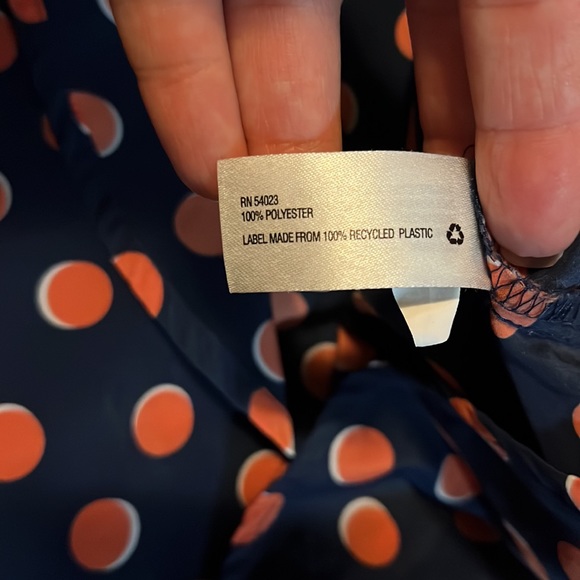 RN 54023
100% POLYESTER
LABEL MADE FROM 100% RECYCLED PLASTIC